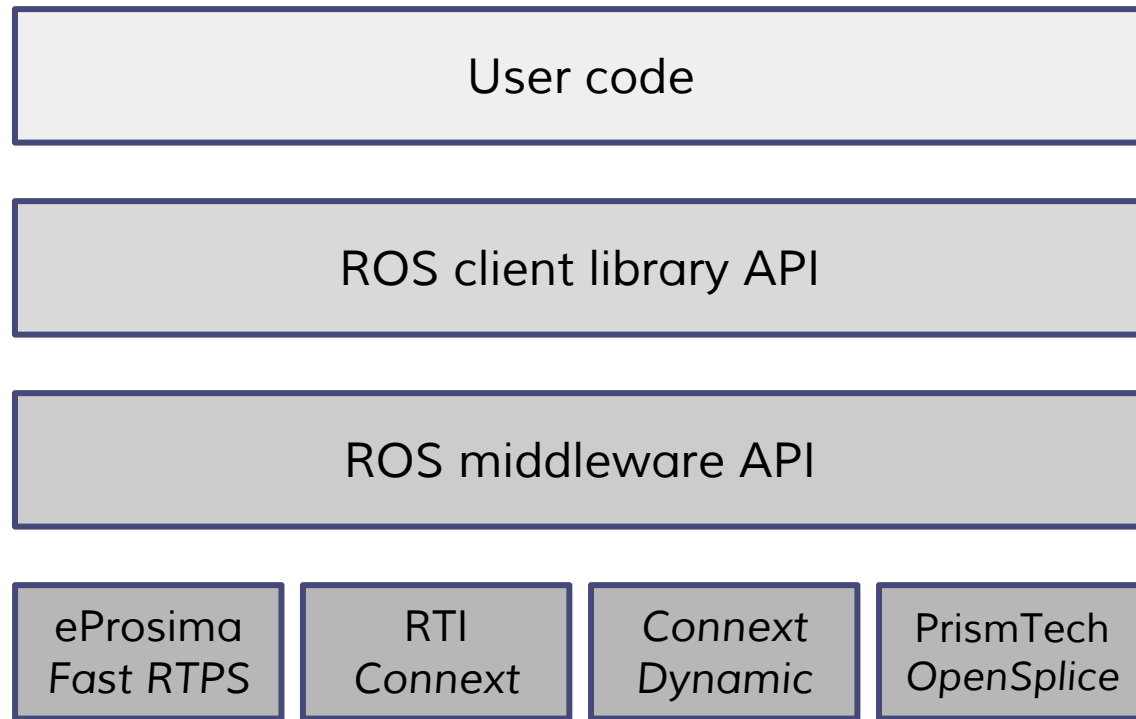 User code
ROS client library API
ROS middleware API
eProsima
Fast RTPS
RTI
Connext
Connext
Dynamic
PrismTech
OpenSplice